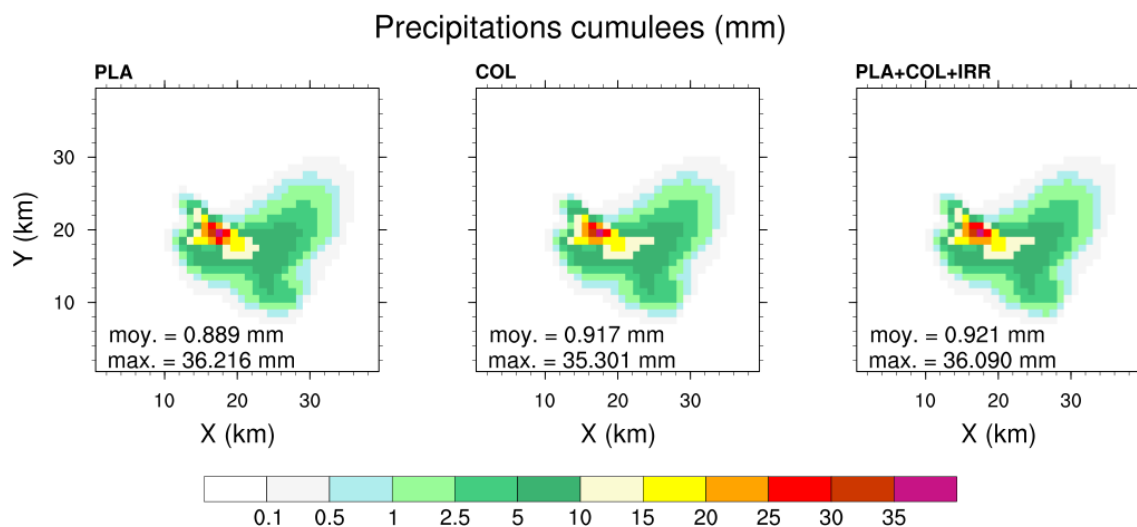 Precipitations cumulees (mm)
PLA
COL
PLA+COL+IRR
Y (km)
30
20
10
moy. = 0.889 mm
max. = 36.216 mm
moy. = 0.917 mm
max. = 35.301 mm
moy. = 0.921 mm
max. = 36.090 mm
10 20 30
10 20 30
10 20 30
X (km)
X (km)
X (km)
0.1 0.5 1 2.5 5 10 15 20 25 30 35